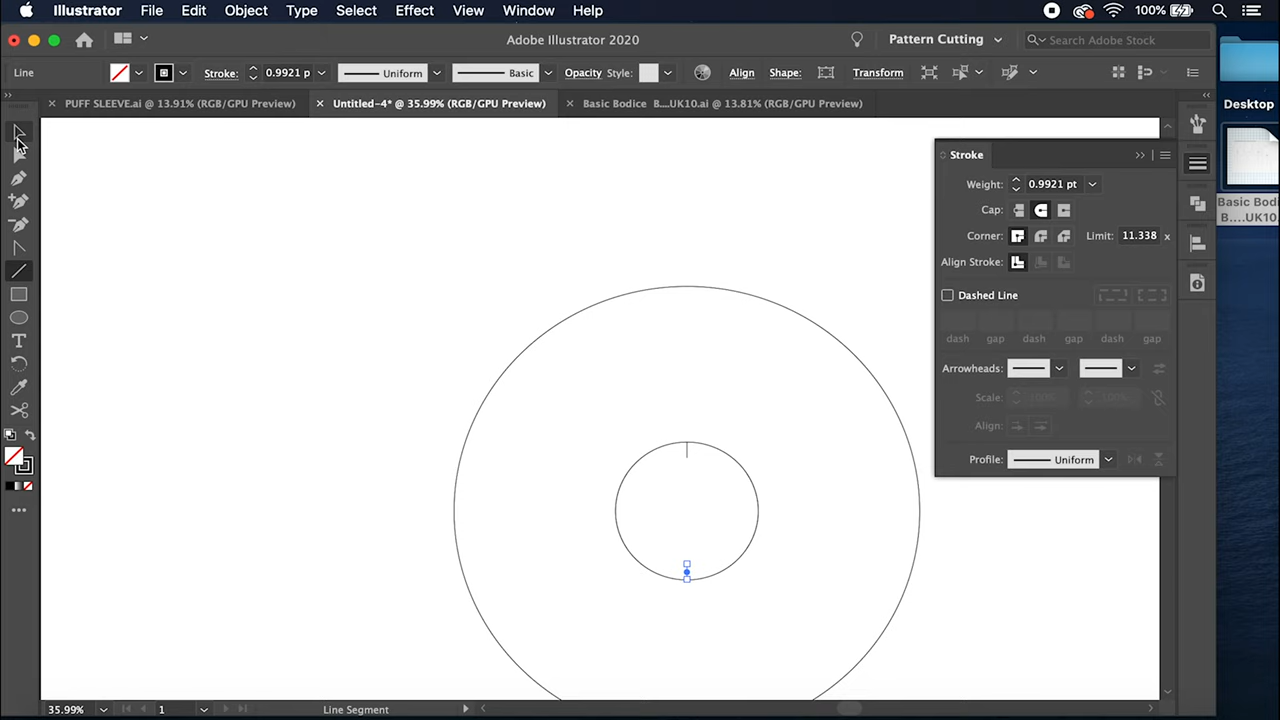 Illustrator File Edit Object Type Select Effect View Window Help 100%
Adobe Illustrator 2020 Pattern Cutting Search Adobe Stock
Line Stroke: 0.9921 p Uniform Basic Opacity Style: Align Shape: Transform
PUFF SLEEVE.ai @ 13.91% (RGB/GPU Preview) Untitled-4* @ 35.99% (RGB/GPU Preview) Basic Bodice B....UK10.ai @ 13.81% (RGB/GPU Preview)
Desktop
Stroke
Weight: 0.9921 pt
Cap:
Corner: Limit: 11.338 x
Align Stroke:
Dashed Line
dash gap dash gap dash gap
Arrowheads:
Scale: 100% 100%
Align:
Profile: Uniform
Basic Bodi
B....UK10
T
35.99% 1 Line Segment